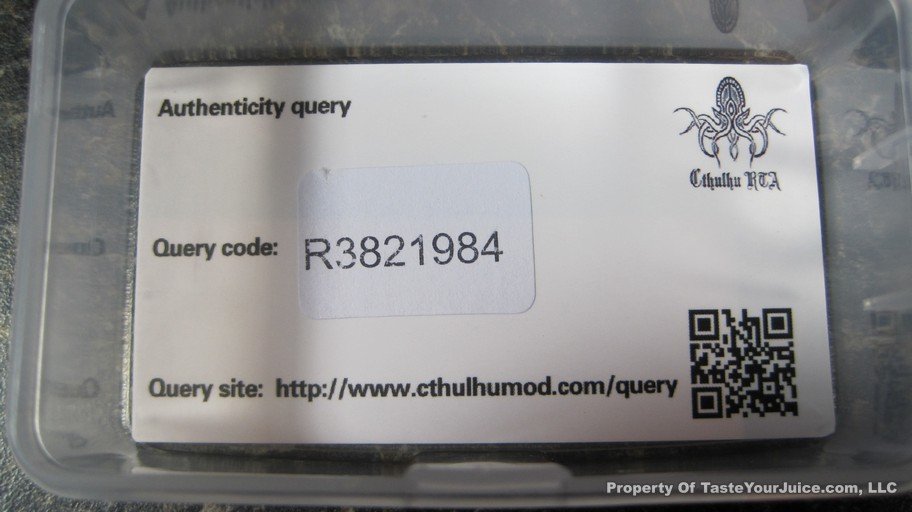 Authenticity query
Cthulhu RTA
Query code: R3821984
Query site: http://www.cthulhumod.com/query
Property Of TasteYourJuice.com, LLC